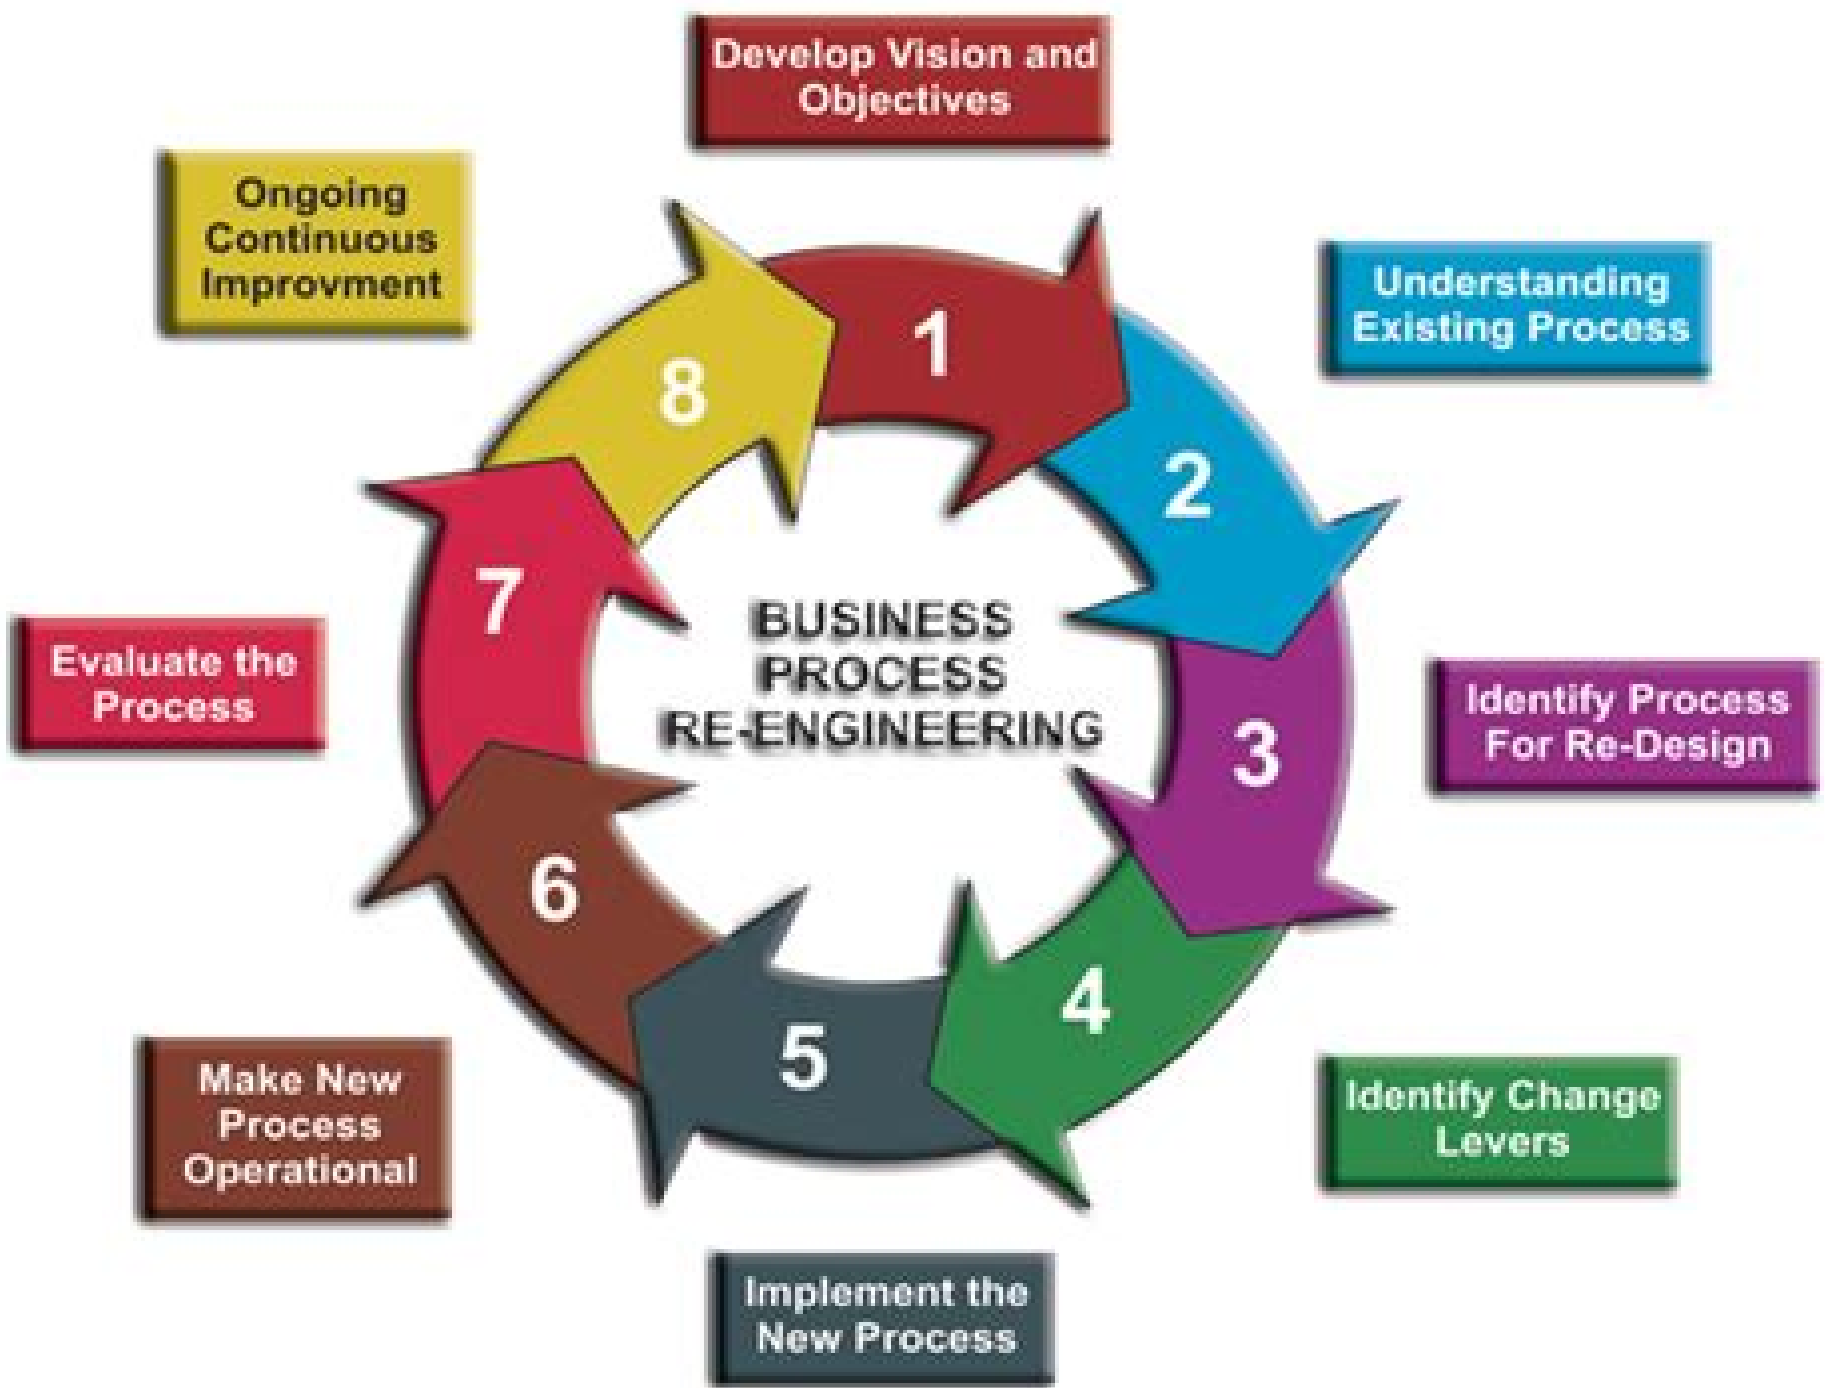 Develop Vision and
Objectives
Ongoing
Continuous
Improvment
Understanding
Existing Process
1
8
2
7
BUSINESS
PROCESS
RE-ENGINEERING
3
Evaluate the
Process
Identify Process
For Re-Design
6
4
5
Make New
Process
Operational
Identify Change
Levers
Implement the
New Process